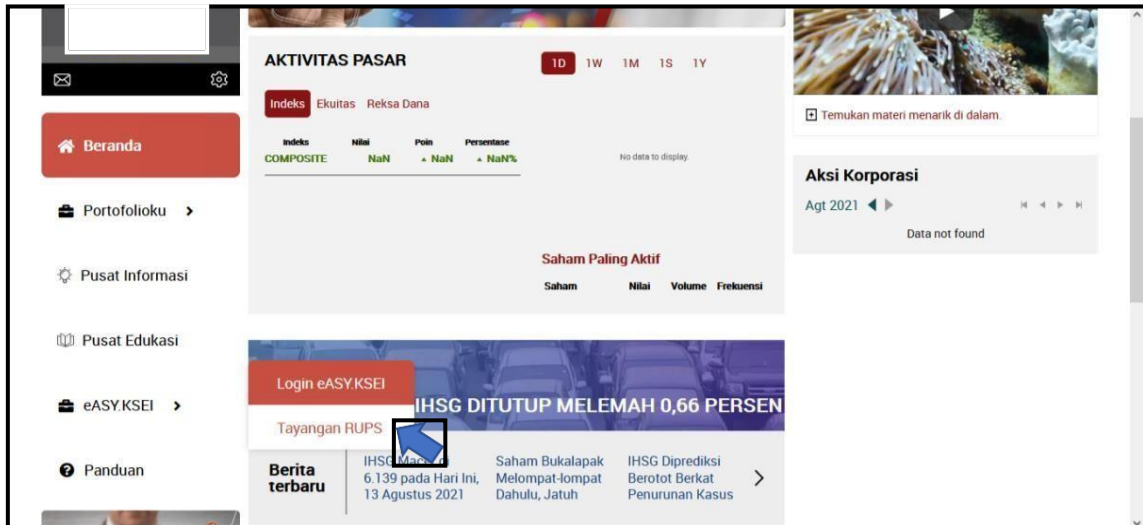 Beranda
Portofolioku
Pusat Informasi
Pusat Edukasi
eASY.KSEI
Panduan
AKTIVITAS PASAR
1D 1W 1M 1S 1Y
Indeks Ekuitas Reksa Dana
Indeks Nilai Poin Persentase
COMPOSITE NaN NaN NaN%
No data to display.
Saham Paling Aktif
Saham Nilai Volume Frekuensi
Login eASY.KSEI
Tayangan RUPS
IHSG DITUTUP MELEMAH 0,66 PERSEN
Berita
terbaru
IHSG
6.139 pada Hari Ini,
13 Agustus 2021
Saham Bukalapak
Melompat-lompat
Dahulu, Jatuh
IHSG Diprediksi
Berotot Berkat
Penurunan Kasus
Temukan materi menarik di dalam.
Aksi Korporasi
Agt 2021
Data not found